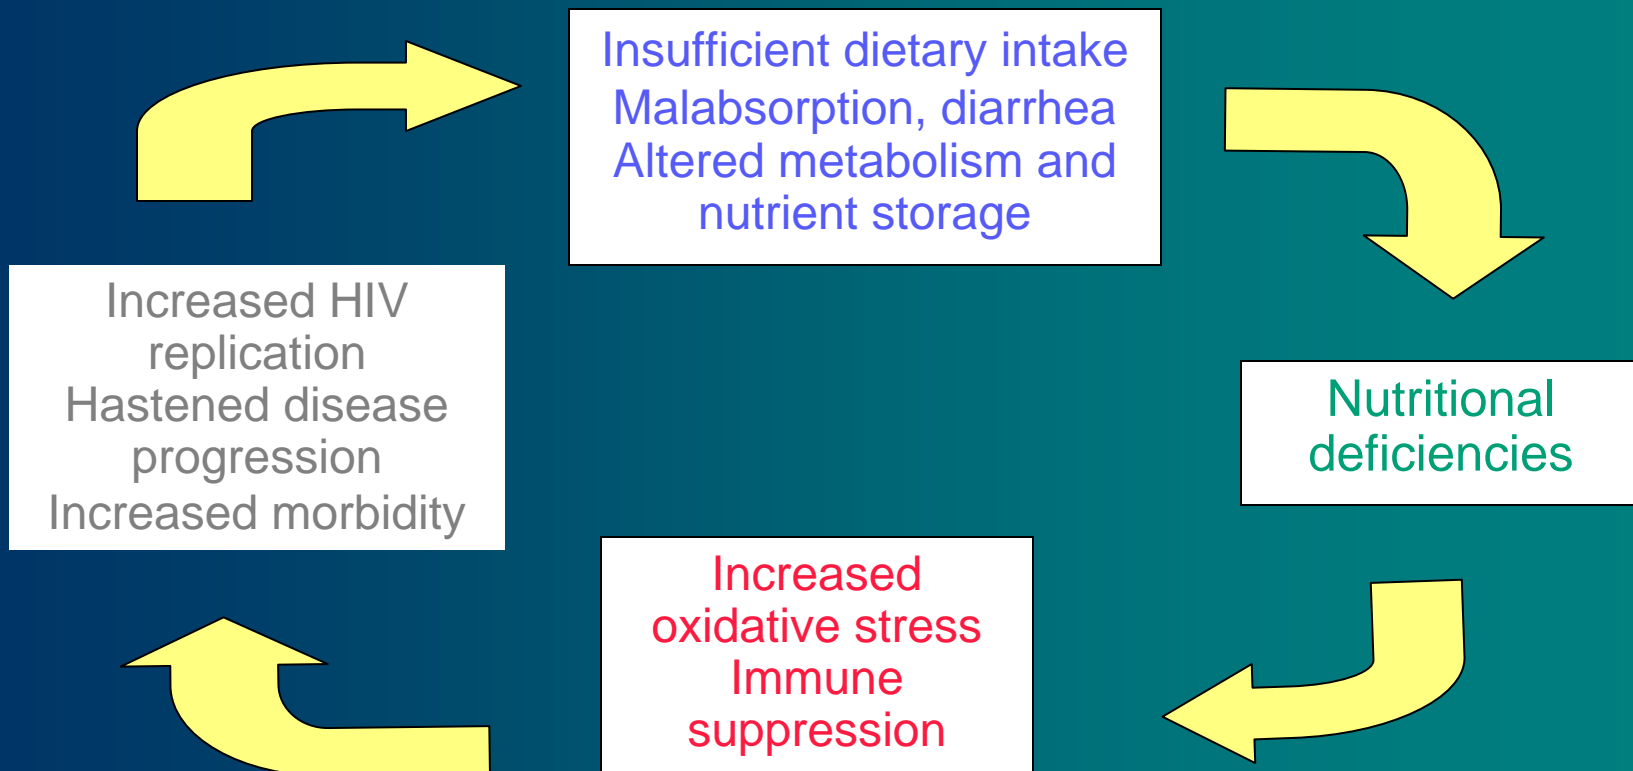 Insufficient dietary intake
Malabsorption, diarrhea
Altered metabolism and
nutrient storage
Increased HIV
replication
Hastened disease
progression
Increased morbidity
Nutritional
deficiencies
Increased
oxidative stress
Immune
suppression